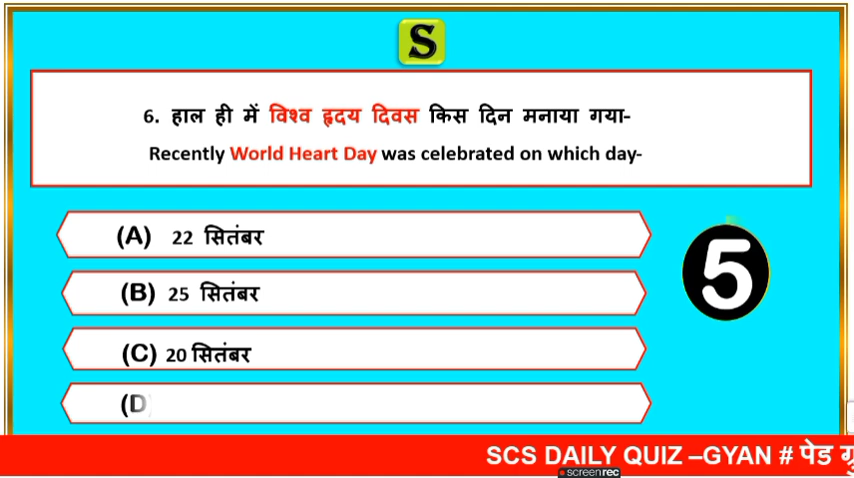 S
6. हाल ही में विश्व हृदय दिवस किस दिन मनाया गया-
Recently World Heart Day was celebrated on which day-
(A) 22 सितंबर
(B) 25 सितंबर
(C) 20 सितंबर
(D
5
SCS DAILY QUIZ –GYAN # पेड
screenrec